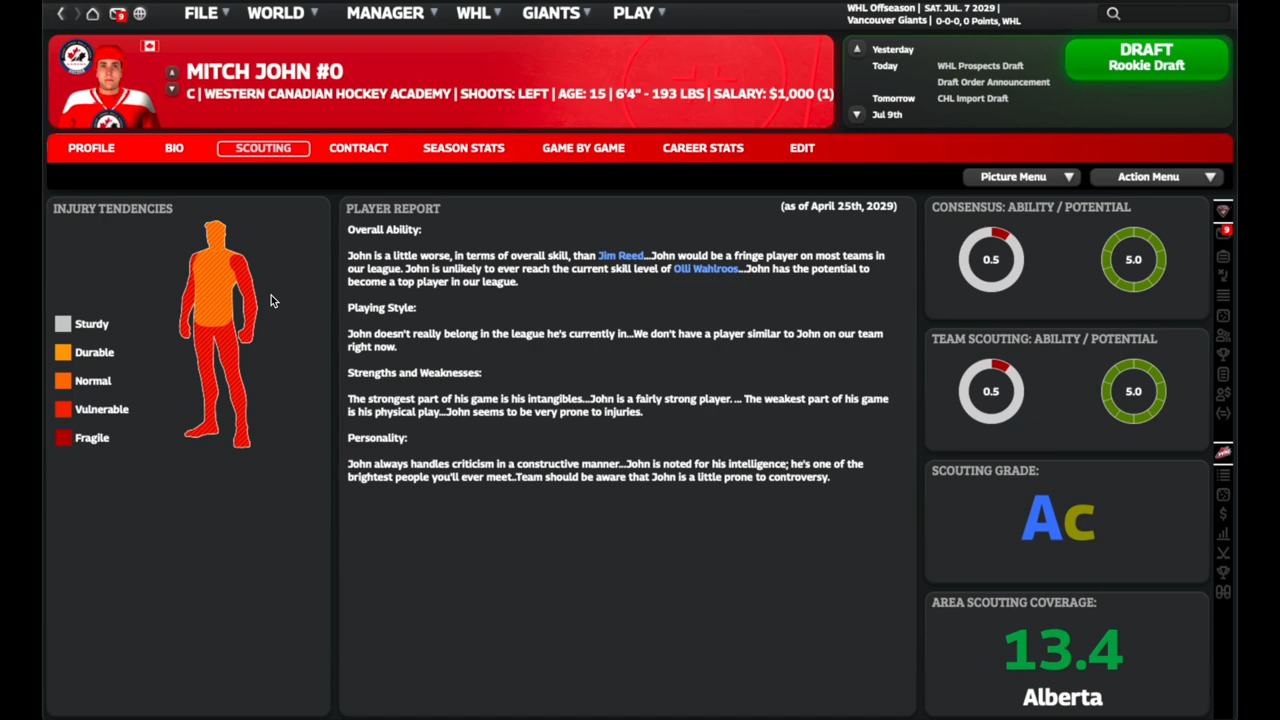 9
FILE
WORLD
MANAGER
WHL
GIANTS
PLAY
WHL Offseason | SAT. JUL. 7 2029 |
Vancouver Giants | 0-0-0, 0 Points, WHL
MITCH JOHN #0
C | WESTERN CANADIAN HOCKEY ACADEMY | SHOOTS: LEFT | AGE: 15 | 6'4" - 193 LBS | SALARY: $1,000 (1)
Yesterday
Today WHL Prospects Draft
Draft Order Announcement
Tomorrow CHL Import Draft
Jul 9th
DRAFT
Rookie Draft
PROFILE
BIO
SCOUTING
CONTRACT
SEASON STATS
GAME BY GAME
CAREER STATS
EDIT
Picture Menu
Action Menu
INJURY TENDENCIES
Sturdy
Durable
Normal
Vulnerable
Fragile
PLAYER REPORT
(as of April 25th, 2029)
Overall Ability:
John is a little worse, in terms of overall skill, than Jim Reed...John would be a fringe player on most teams in
our league. John is unlikely to ever reach the current skill level of Olli Wahlroos...John has the potential to
become a top player in our league.
Playing Style:
John doesn't really belong in the league he's currently in...We don't have a player similar to John on our team
right now.
Strengths and Weaknesses:
The strongest part of his game is his intangibles...John is a fairly strong player.... The weakest part of his game
is his physical play...John seems to be very prone to injuries.
Personality:
John always handles criticism in a constructive manner...John is noted for his intelligence; he's one of the
brightest people you'll ever meet..Team should be aware that John is a little prone to controversy.
CONSENSUS: ABILITY / POTENTIAL
0.5
5.0
TEAM SCOUTING: ABILITY / POTENTIAL
0.5
5.0
SCOUTING GRADE:
Ac
AREA SCOUTING COVERAGE:
13.4
Alberta
9